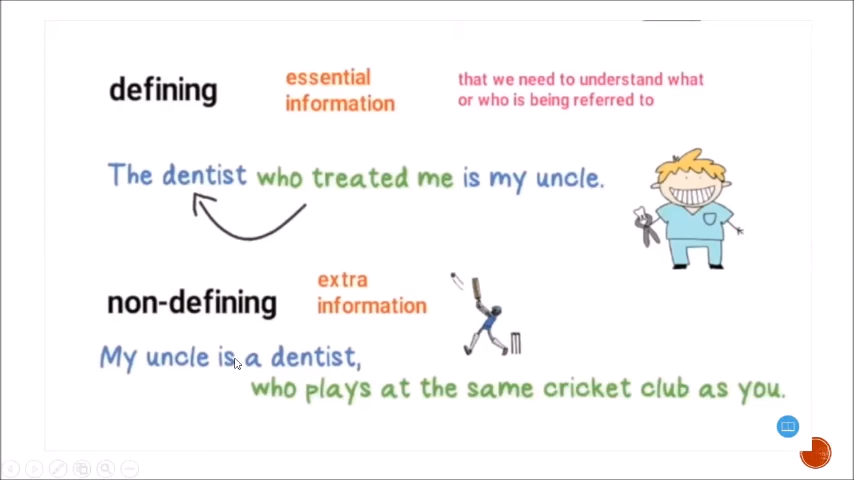 defining
essential
information
that we need to understand what
or who is being referred to
The dentist who treated me is my uncle.
non-defining
extra
information
My uncle is a dentist,
who plays at the same cricket club as you.